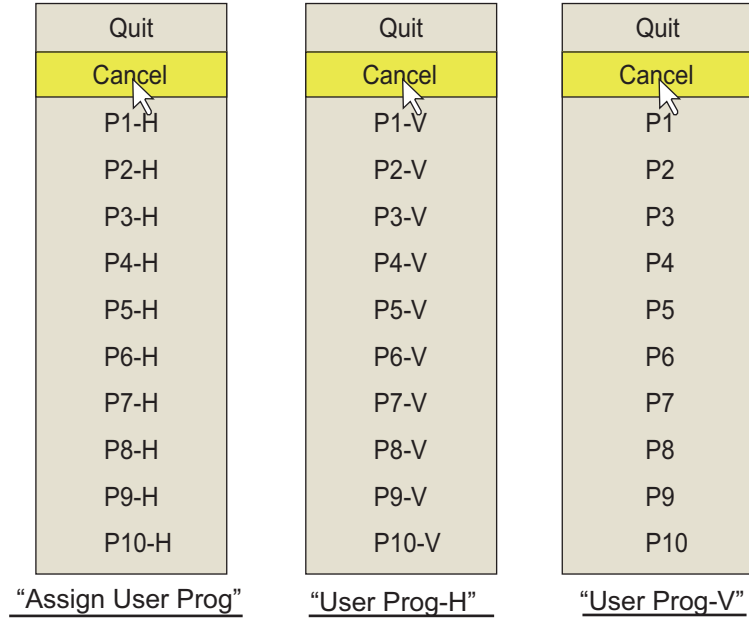 Quit
Cancel
P1-H
P2-H
P3-H
P4-H
P5-H
P6-H
P7-H
P8-H
P9-H
P10-H
“Assign User Prog”
Quit
Cancel
P1-V
P2-V
P3-V
P4-V
P5-V
P6-V
P7-V
P8-V
P9-V
P10-V
“User Prog-H”
Quit
Cancel
P1
P2
P3
P4
P5
P6
P7
P8
P9
P10
“User Prog-V”